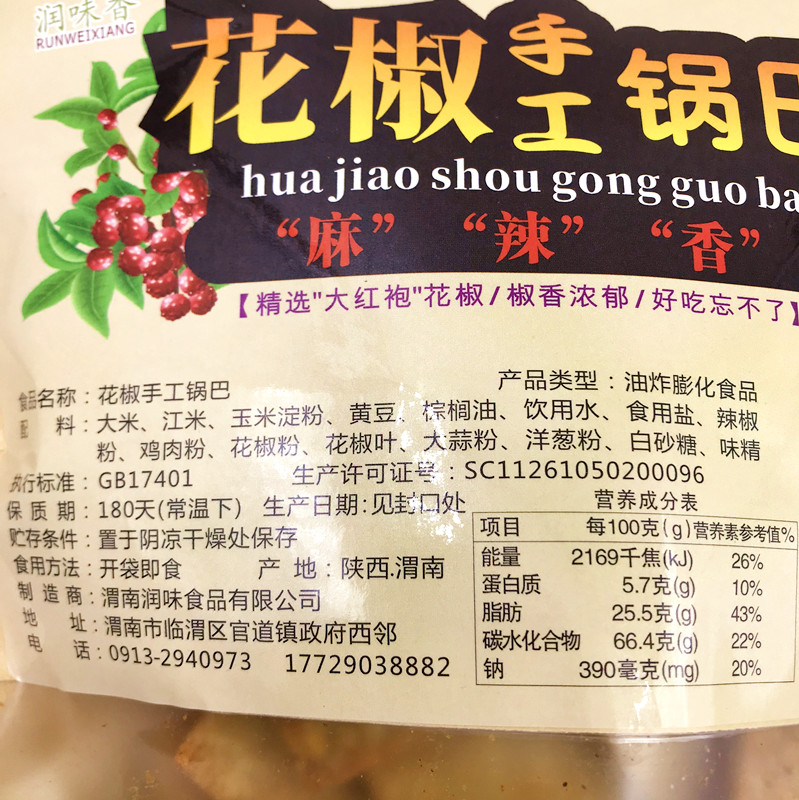 润味香
RUNWEIXIANG
花椒手工锅巴
hua jiao shou gong guo ba
“麻” “辣” “香”
【精选"大红袍"花椒/椒香浓郁/好吃忘不了】
食品名称：花椒手工锅巴 产品类型：油炸膨化食品
配 料：大米、江米、玉米淀粉、黄豆、棕榈油、饮用水、食用盐、辣椒
粉、鸡肉粉、花椒粉、花椒叶、大蒜粉、洋葱粉、白砂糖、味精
执行标准：GB17401 生产许可证号：SC11261050200096
保 质 期：180天(常温下) 生产日期:见封口处
贮存条件：置于阴凉干燥处保存
食用方法：开袋即食 产 地：陕西.渭南
制 造 商：渭南润味食品有限公司
地 址：渭南市临渭区官道镇政府西邻
电 话：0913-2940973 17729038882
营养成分表
项目 每100克(g) 营养素参考值%
能量 2169千焦(kJ) 26%
蛋白质 5.7克(g) 10%
脂肪 25.5克(g) 43%
碳水化合物 66.4克(g) 22%
钠 390毫克(mg) 20%